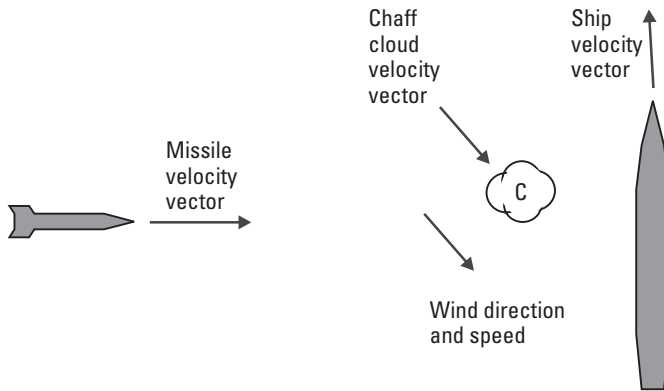 Chaff
cloud
velocity
vector
Ship
velocity
vector
Missile
velocity
vector
C
Wind direction
and speed